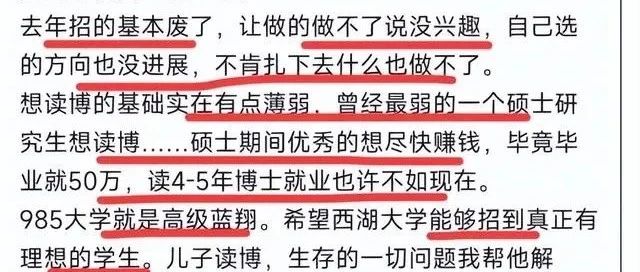 去年招的基本废了，让做的做不了说没兴趣，自己选
的方向也没进展，不肯扎下去什么也做不了。
想读博的基础实在有点薄弱，曾经最弱的一个硕士研
究生想读博……硕士期间优秀的想尽快赚钱，毕竟毕
业就50万，读4-5年博士就业也许不如现在。
985大学就是高级蓝翔。希望西湖大学能够招到真正有
理想的学生。儿子读博，生存的一切问题我帮他解